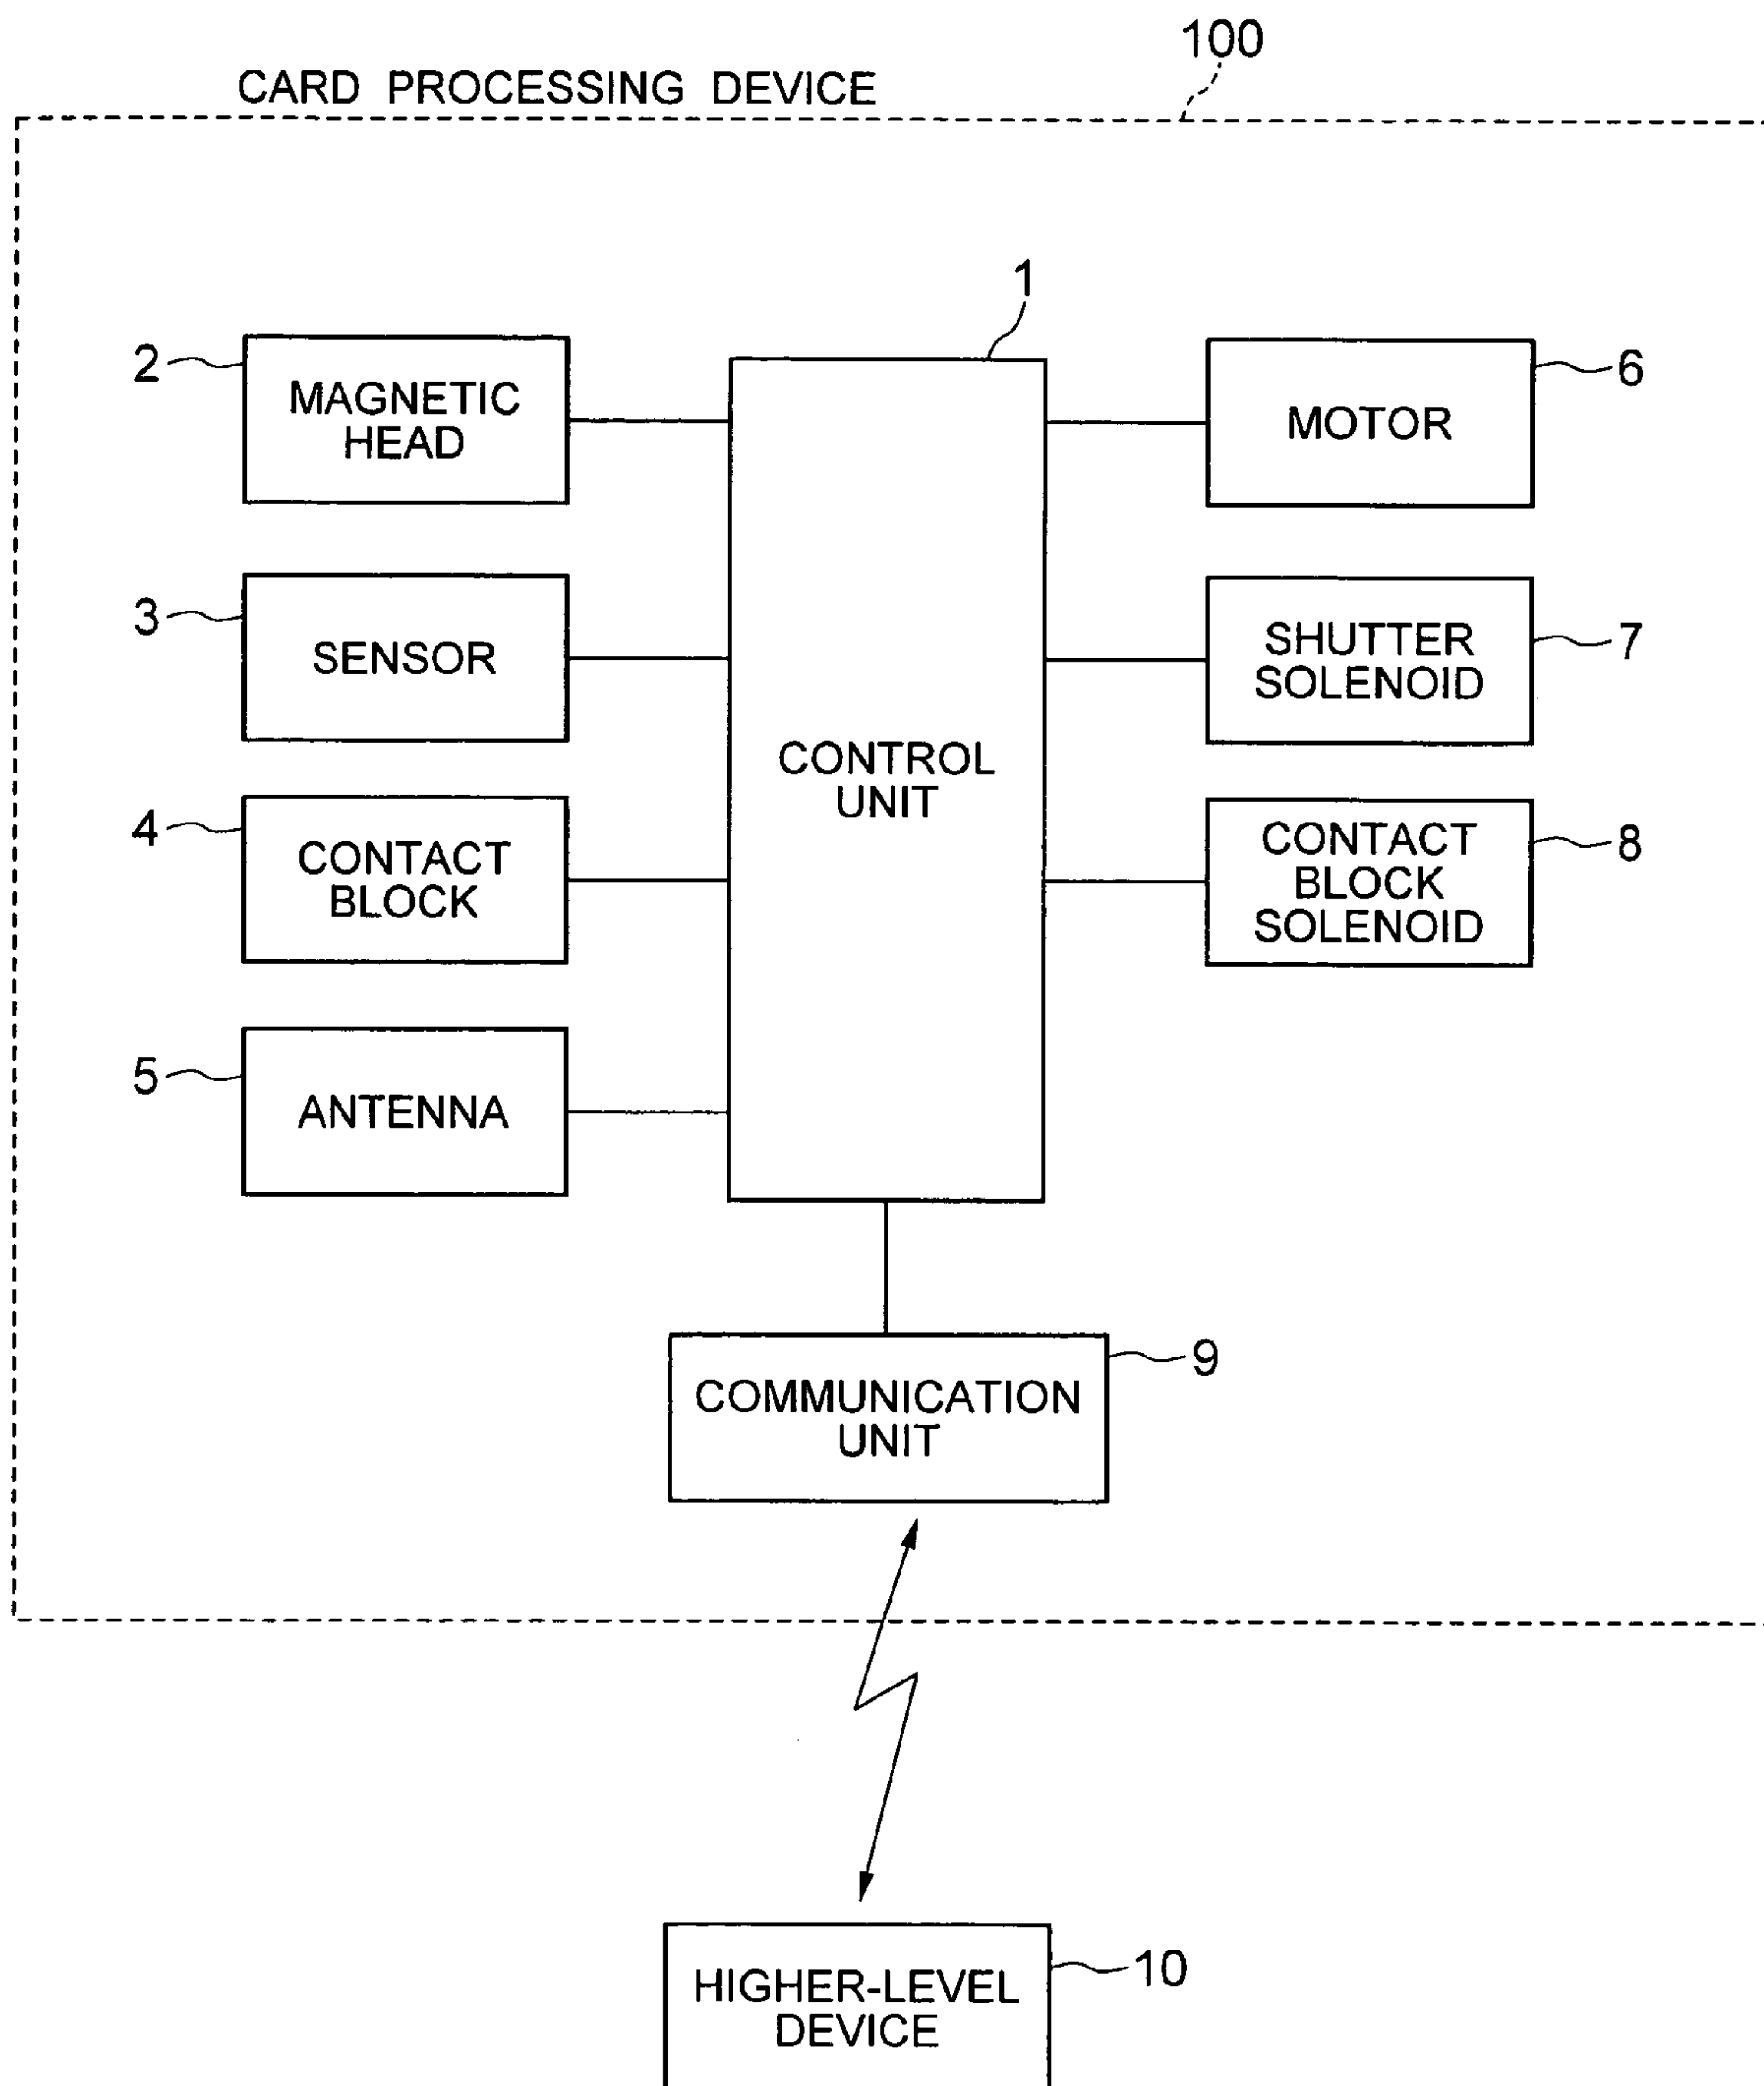 100
CARD PROCESSING DEVICE
1
2
MAGNETIC
HEAD
6
MOTOR
3
SENSOR
7
SHUTTER
SOLENOID
CONTROL
UNIT
4
CONTACT
BLOCK
8
CONTACT
BLOCK
SOLENOID
5
ANTENNA
9
COMMUNICATION
UNIT
10
HIGHER-LEVEL
DEVICE